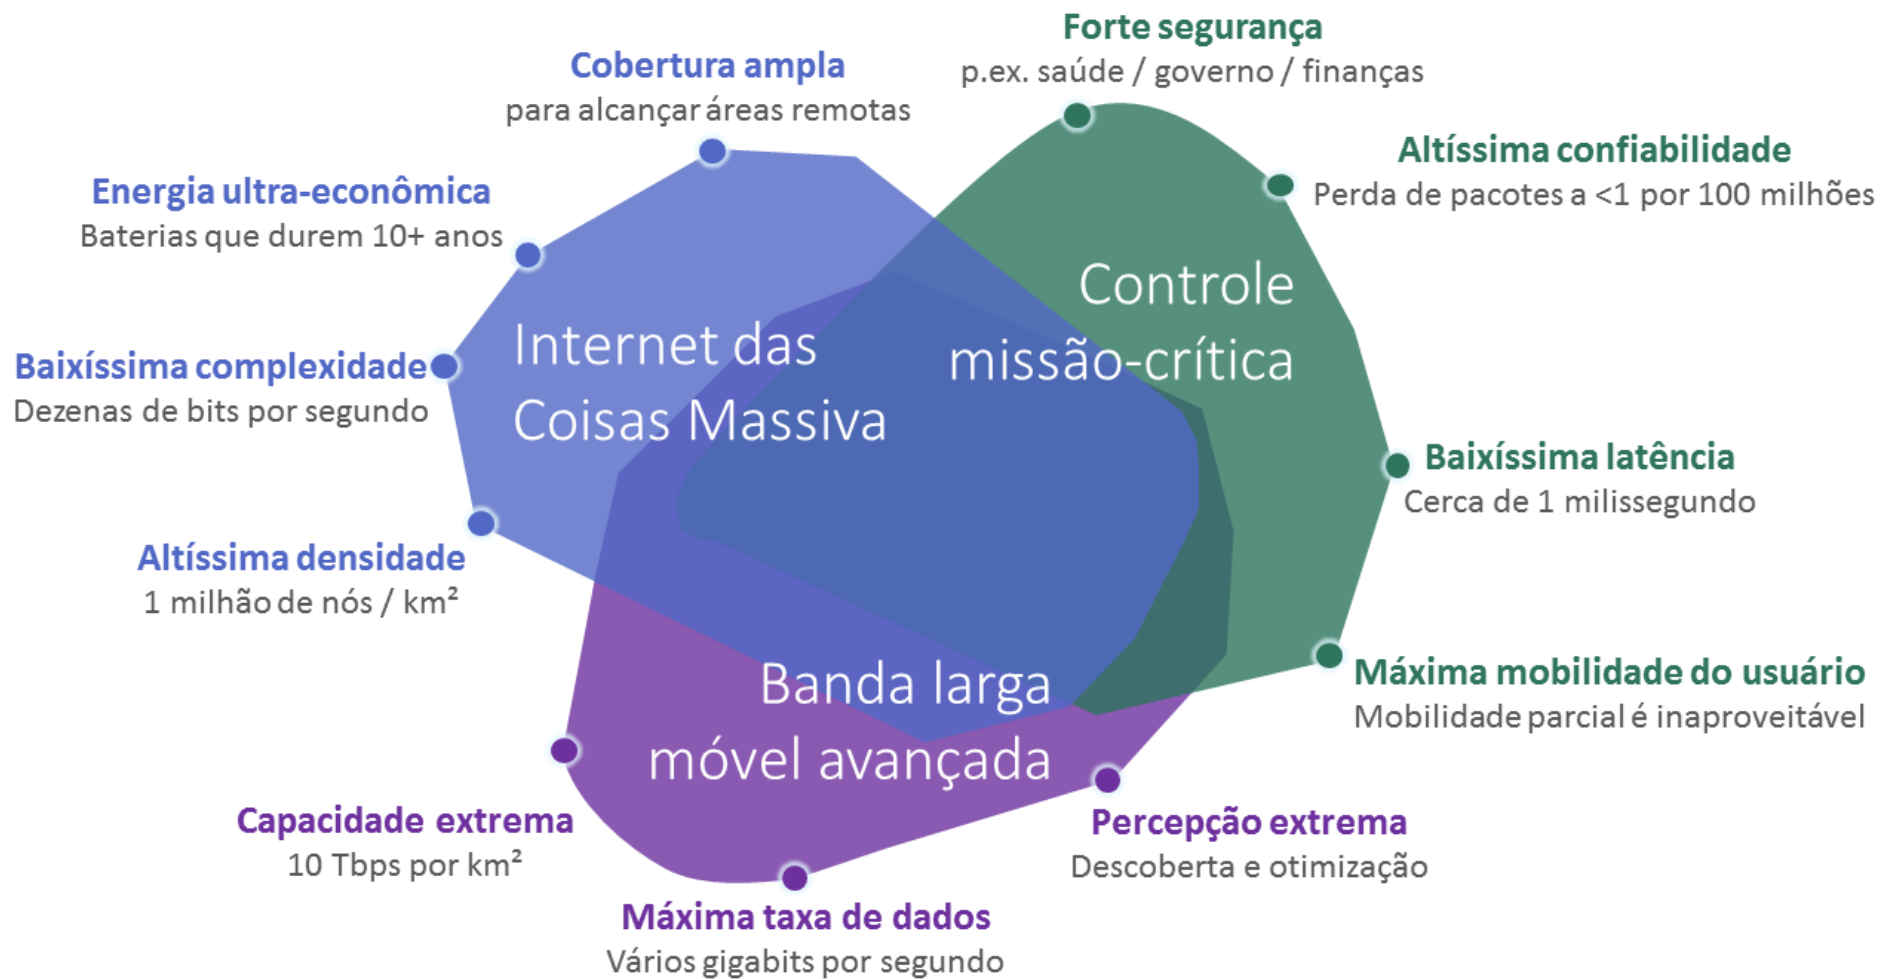 Forte segurança
p.ex. saúde / governo / finanças
Cobertura ampla
para alcançar áreas remotas
Altíssima confiabilidade
Perda de pacotes a <1 por 100 milhões
Energia ultra-econômica
Baterias que durem 10+ anos
Controle
missão-crítica
Internet das
Coisas Massiva
Baixíssima complexidade
Dezenas de bits por segundo
Baixíssima latência
Cerca de 1 milissegundo
Altíssima densidade
1 milhão de nós / km²
Máxima mobilidade do usuário
Mobilidade parcial é inaproveitável
Banda larga
móvel avançada
Capacidade extrema
10 Tbps por km²
Percepção extrema
Descoberta e otimização
Máxima taxa de dados
Vários gigabits por segundo